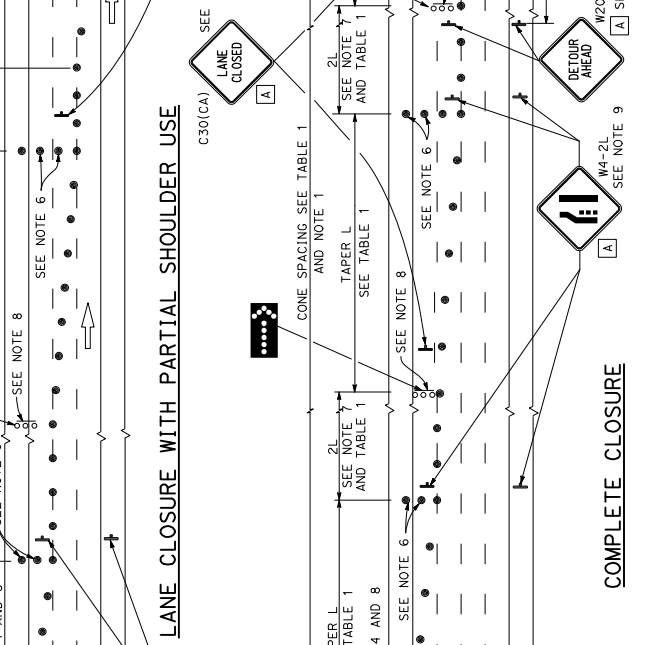 SEE NOTE 8
SEE NOTE 6
LANE CLOSURE WITH PARTIAL SHOULDER USE
SEE
C30(CA)
LANE
CLOSED
A
CONE SPACING SEE TABLE 1
AND NOTE 1
2L
SEE NOTE 7
AND TABLE 1
TAPER L
SEE TABLE 1
2L
SEE NOTE 7
AND TABLE 1
TABLE 1
4 AND 8
SEE NOTE 8
SEE NOTE 6
SEE NOTE 6
DETOUR
AHEAD
A
W4-2L
SEE NOTE 9
A
COMPLETE CLOSURE